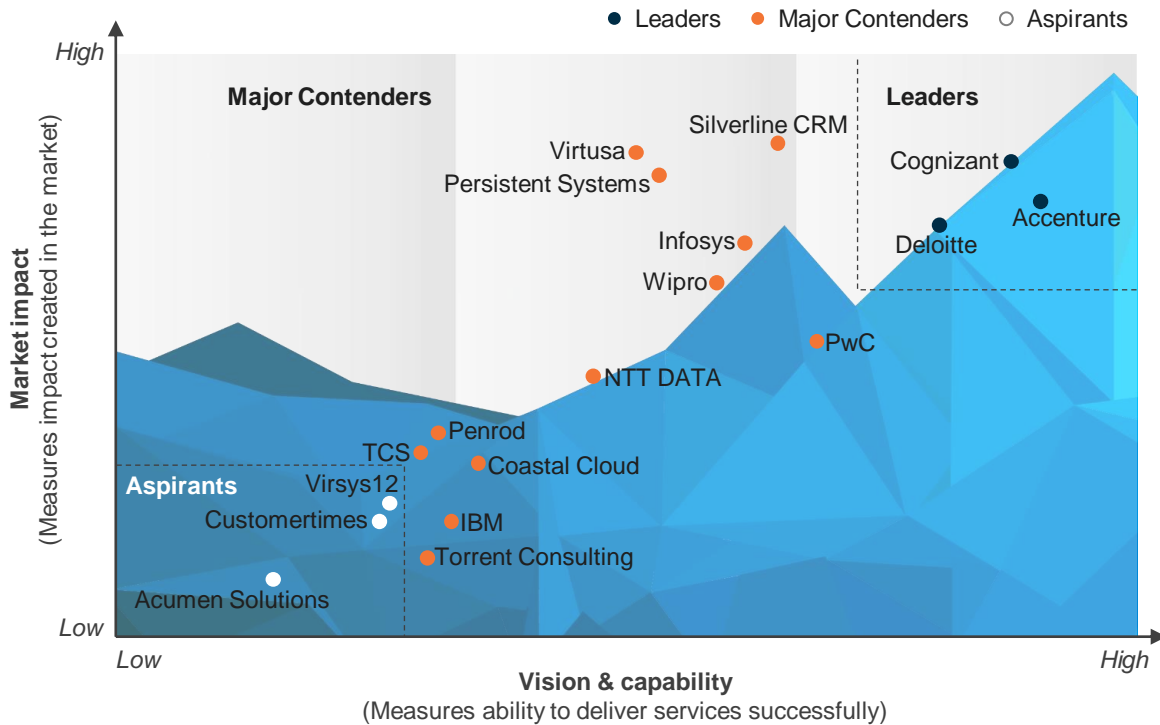 Leaders
Major Contenders
Aspirants
High
Major Contenders
Leaders
Silverline CRM
Virtusa
Cognizant
Persistent Systems
Accenture
Infosys
Deloitte
Wipro
PwC
NTT DATA
Penrod
TCS
Coastal Cloud
Aspirants
Virsys12
Customertimes
IBM
Torrent Consulting
Acumen Solutions
Market impact
(Measures impact created in the market)
Low
Low
High
Vision & capability
(Measures ability to deliver services successfully)